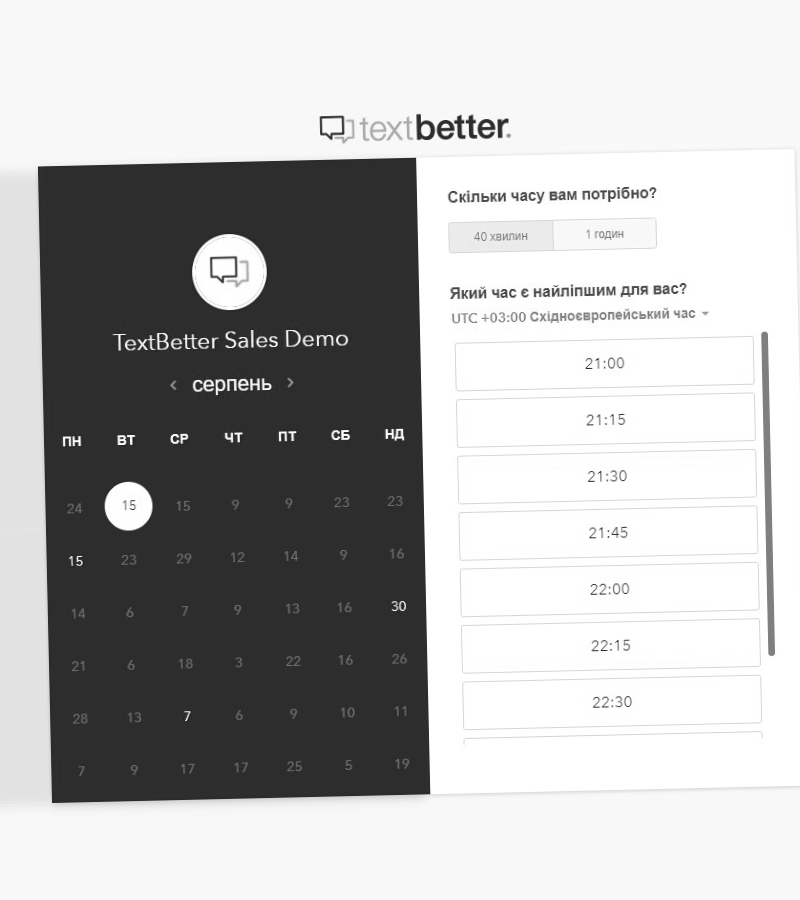 textbetter.
TextBetter Sales Demo
серпень
ПН ВТ СР ЧТ ПТ СБ НД
24 15 15 9 9 23 23
15 23 29 12 14 9 16
14 6 7 9 13 16 30
21 6 18 3 22 16 26
28 13 7 6 9 10 11
7 9 17 17 25 5 19
Скільки часу вам потрібно?
40 хвилин 1 годин
Який час є найліпшим для вас?
UTC +03:00 Східноєвропейський час
21:00
21:15
21:30
21:45
22:00
22:15
22:30